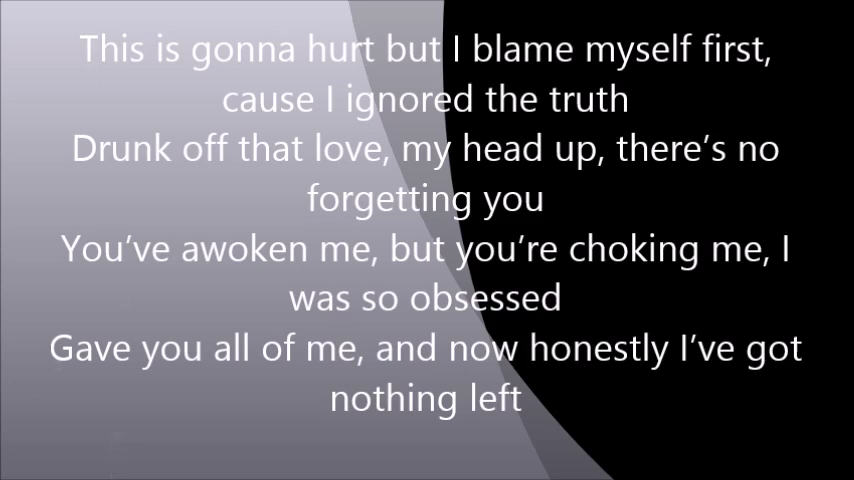 This is gonna hurt but I blame myself first,
cause I ignored the truth
Drunk off that love, my head up, there’s no
forgetting you
You’ve awoken me, but you’re choking me, I
was so obsessed
Gave you all of me, and now honestly I’ve got
nothing left